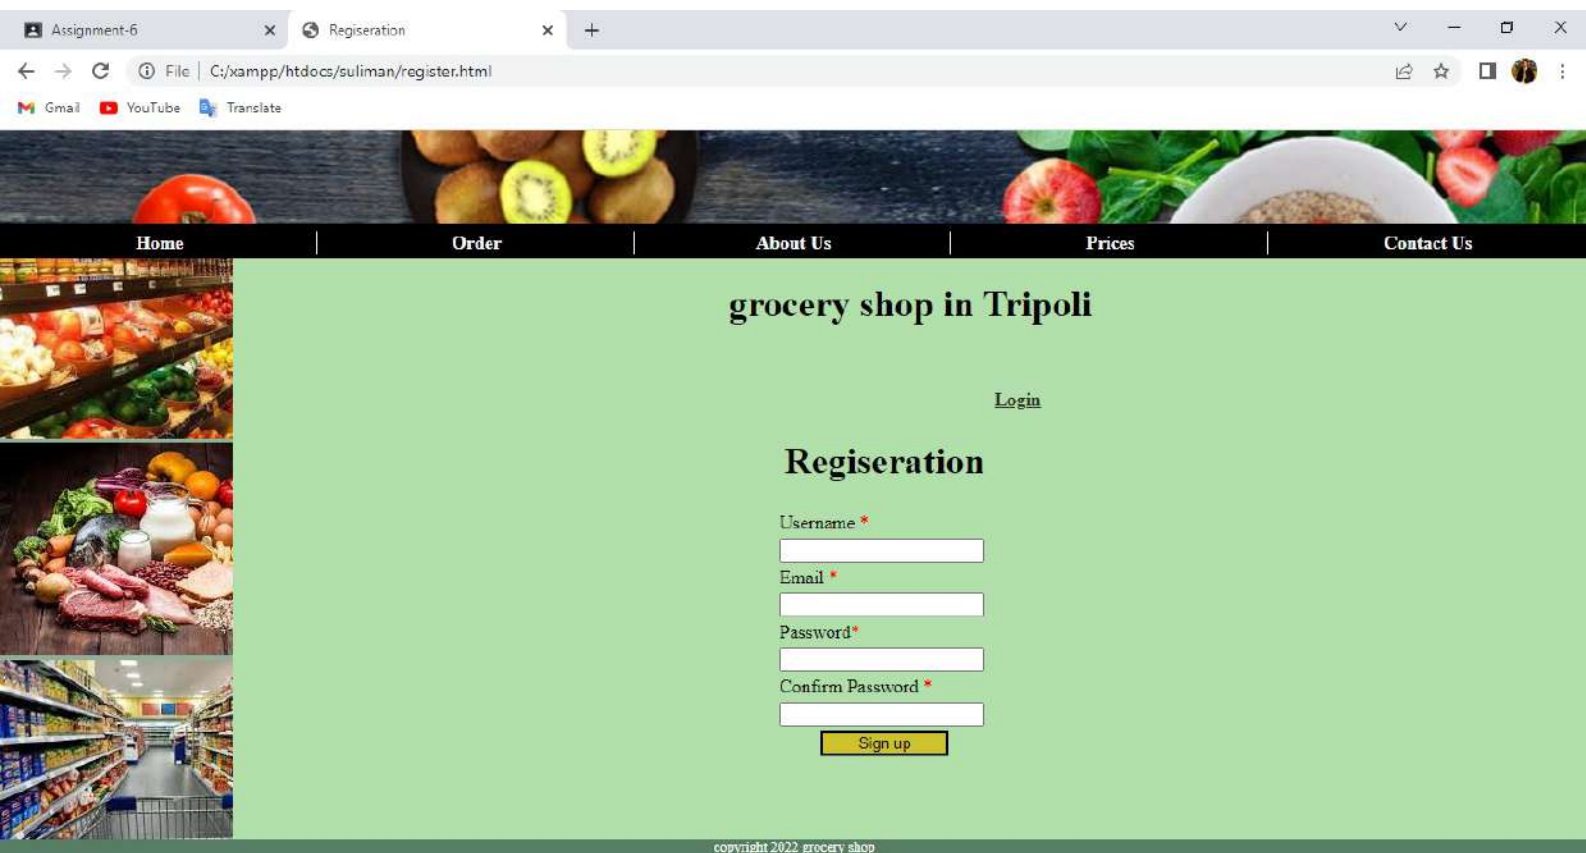 Assignment-6
Regiseration
File | C:/xampp/htdocs/suliman/register.html
Gmail YouTube Translate
Home Order About Us Prices Contact Us
grocery shop in Tripoli
Login
Regiseration
Username *
Email *
Password*
Confirm Password *
Sign up
copyright 2022 grocery shop